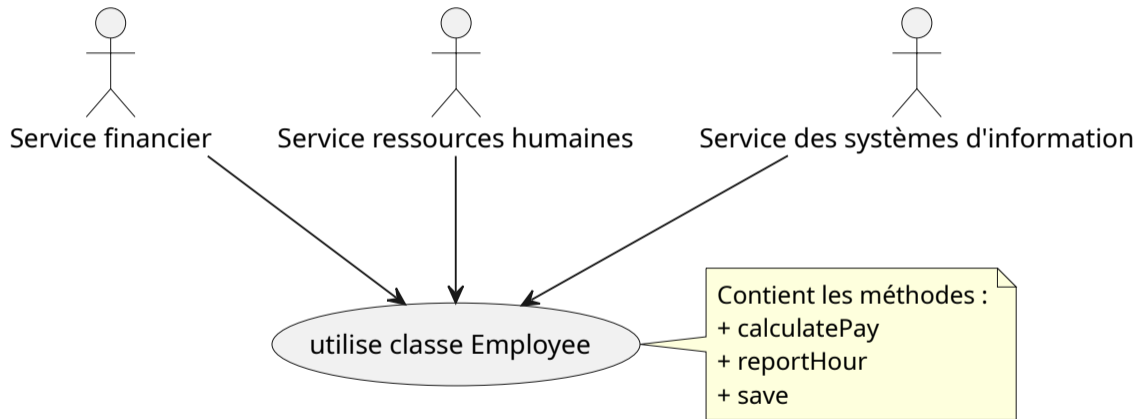 Service financier
Service ressources humaines
Service des systèmes d'information
utilise classe Employee
Contient les méthodes :
+ calculatePay
+ reportHour
+ save